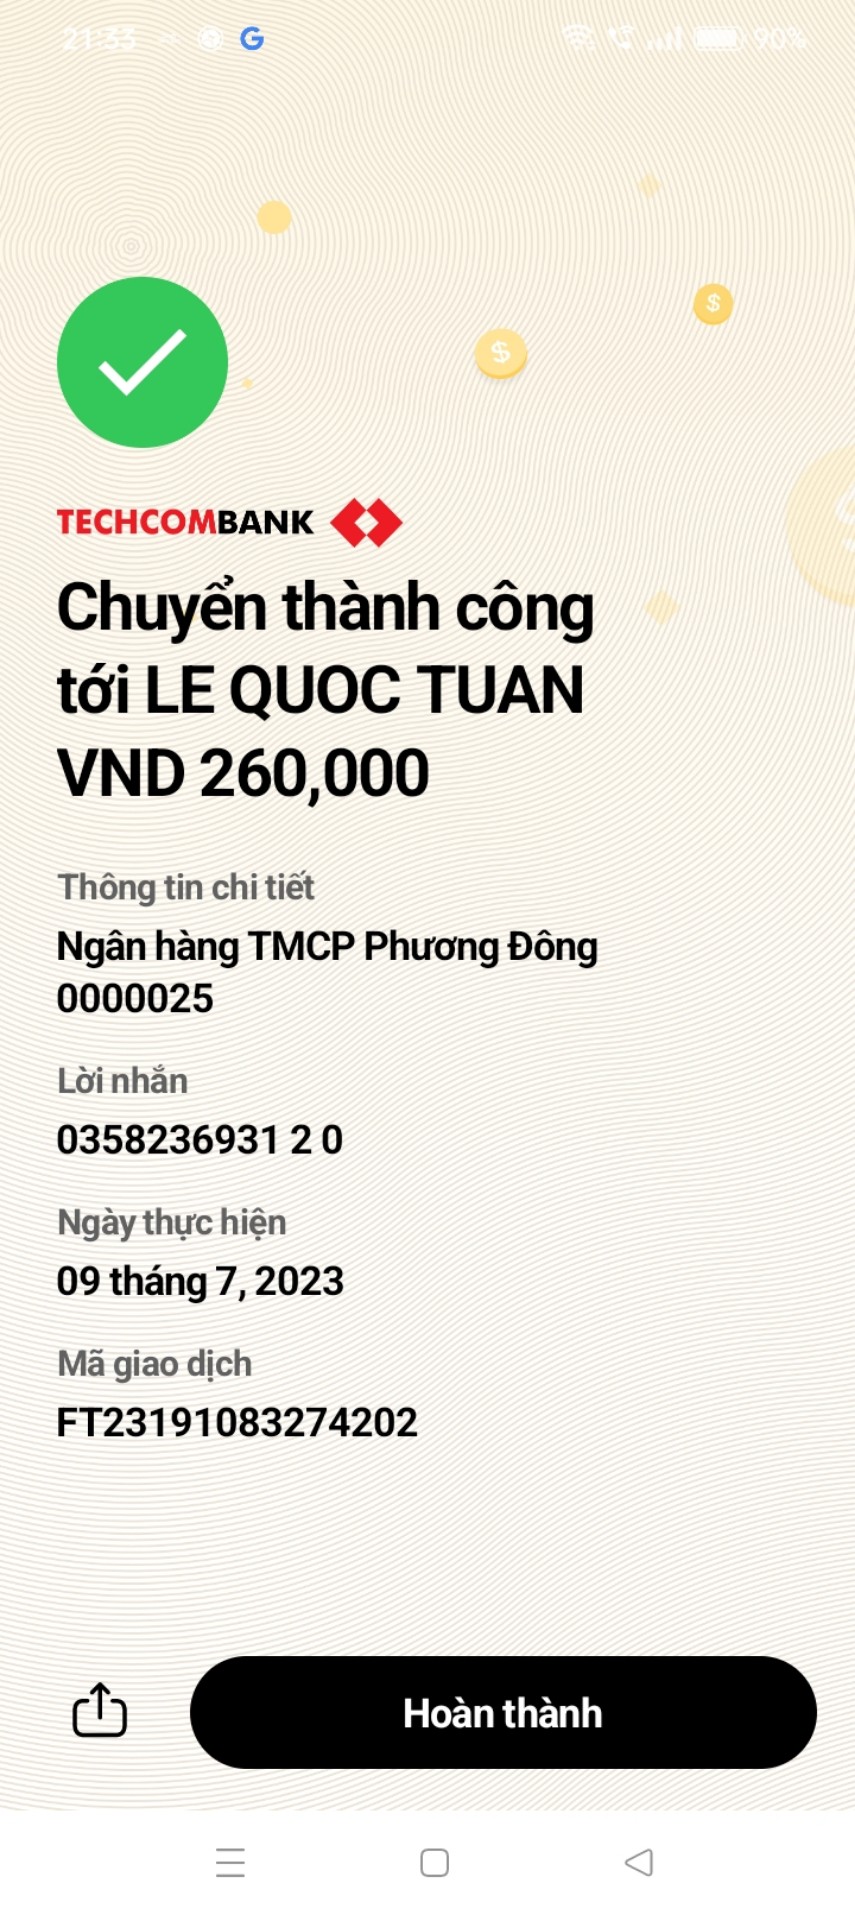 21:33
90%
TECHCOMBANK
Chuyển thành công
tới LE QUOC TUAN
VND 260,000
Thông tin chi tiết
Ngân hàng TMCP Phương Đông
0000025
Lời nhắn
0358236931 2 0
Ngày thực hiện
09 tháng 7, 2023
Mã giao dịch
FT23191083274202
Hoàn thành